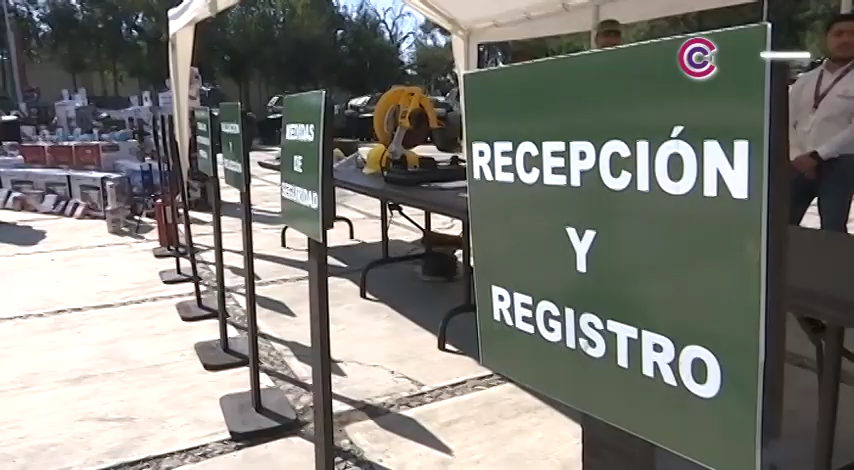 RECEPCIÓN
Y
REGISTRO
MEDIDAS
DE
SEGURIDAD